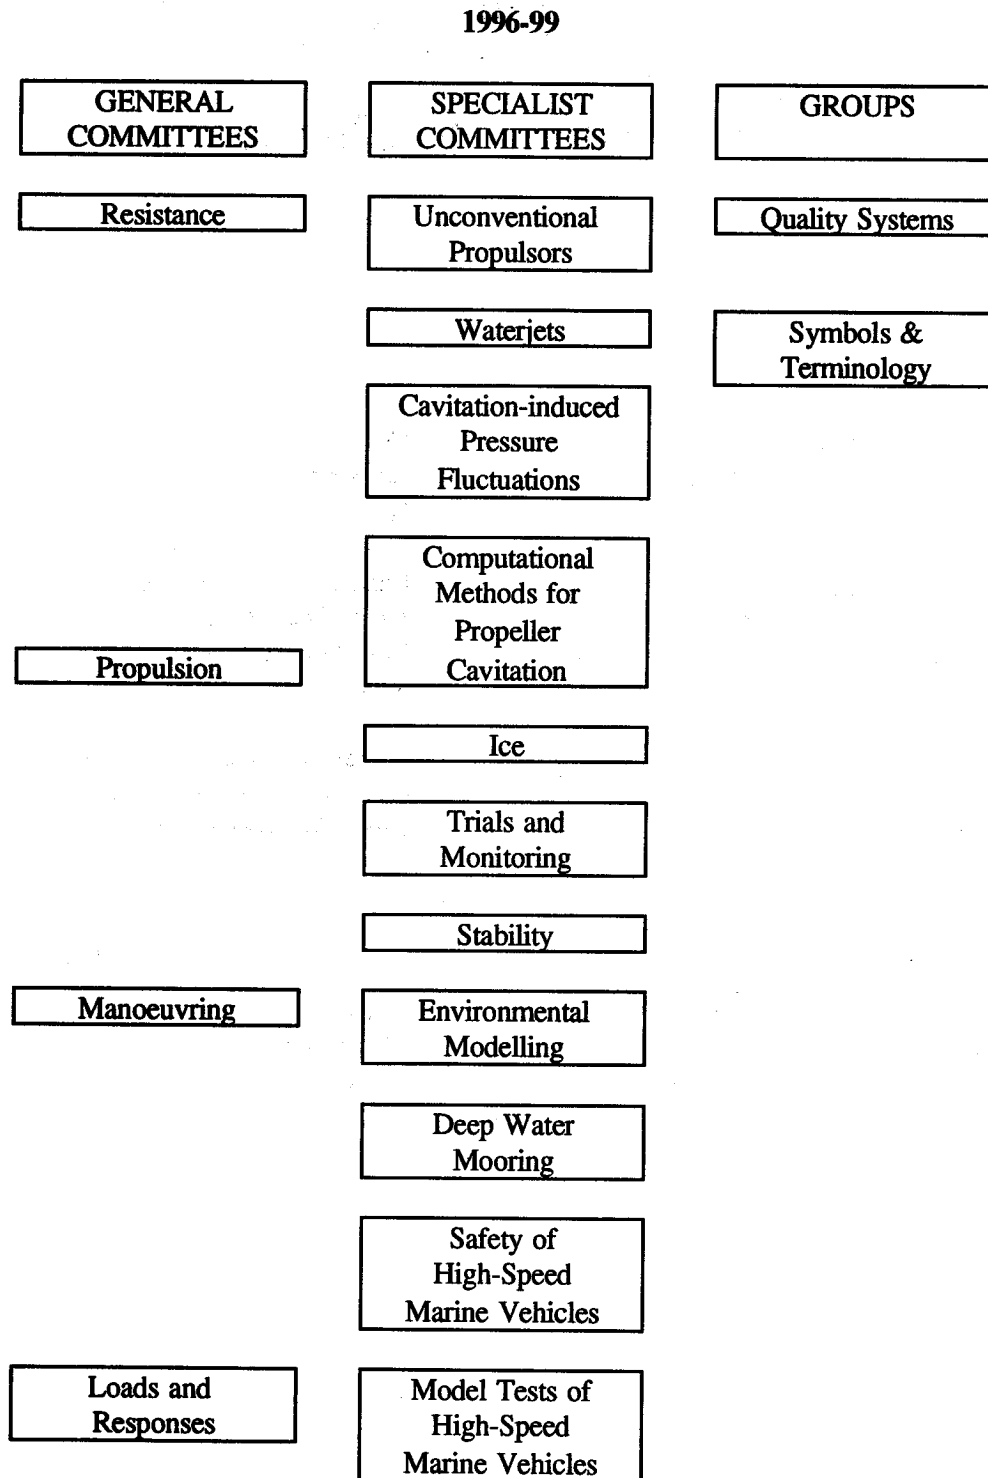 1996-99
GENERAL
COMMITTEES
Resistance
Propulsion
Manoeuvring
Loads and
Responses
SPECIALIST
COMMITTEES
Unconventional
Propulsors
Waterjets
Cavitation-induced
Pressure
Fluctuations
Computational
Methods for
Propeller
Cavitation
Ice
Trials and
Monitoring
Stability
Environmental
Modelling
Deep Water
Mooring
Safety of
High-Speed
Marine Vehicles
Model Tests of
High-Speed
Marine Vehicles
GROUPS
Quality Systems
Symbols &
Terminology